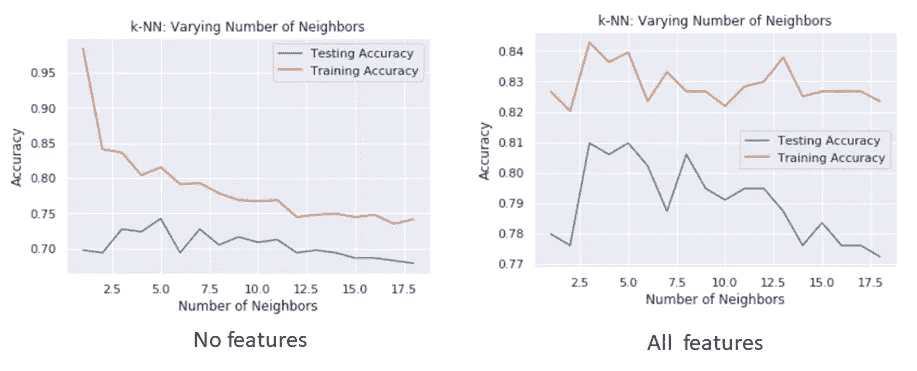 k-NN: Varying Number of Neighbors
Testing Accuracy
Training Accuracy
Accuracy
0.95
0.90
0.85
0.80
0.75
0.70
2.5 5.0 7.5 10.0 12.5 15.0 17.5
Number of Neighbors
No features
k-NN: Varying Number of Neighbors
Testing Accuracy
Training Accuracy
Accuracy
0.84
0.83
0.82
0.81
0.80
0.79
0.78
0.77
2.5 5.0 7.5 10.0 12.5 15.0 17.5
Number of Neighbors
All features